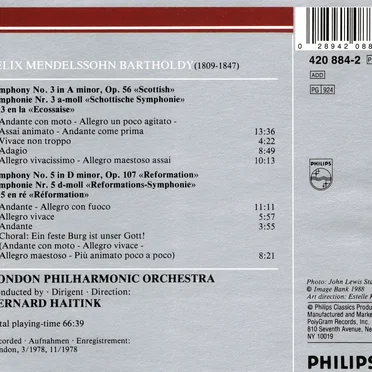 ELIX MENDELSSOHN BARTHOLDY (1809-1847)
ymphony No. 3 in A minor, Op. 56 «Scottish»
ymphonie Nr. 3 a-moll «Schottische Symphonie»
3 en la «Ecossaise»
Andante con moto - Allegro un poco agitato -
Assai animato - Andante come prima 13:36
Vivace non troppo 4:22
Adagio 8:49
Allegro vivacissimo - Allegro maestoso assai 10:13
ymphony No. 5 in D minor, Op. 107 «Reformation»
mphonie Nr. 5 d-moll «Reformations-Symphonie»
5 en ré «Réformation»
Andante - Allegro con fuoco 11:11
Allegro vivace 5:57
Andante 3:55
Choral: Ein feste Burg ist unser Gott!
(Andante con moto - Allegro vivace -
Allegro maestoso - Più animato poco a poco) 8:21
ONDON PHILHARMONIC ORCHESTRA
nducted by · Dirigent · Direction:
ERNARD HAITINK
tal playing-time 66:39
corded · Aufnahmen · Enregistrement:
ondon, 3/1978, 11/1978
0 28942 088
420 884-2
ADD
PG 924
PHILIPS
Photo: John Lewis Sta
© Image Bank 1988
Art direction: Estelle K
© Philips Classics Produc
Manufactured and Marke
PolyGram Records, Inc.
810 Seventh Avenue, Ne
NY 10019
PHILIPS